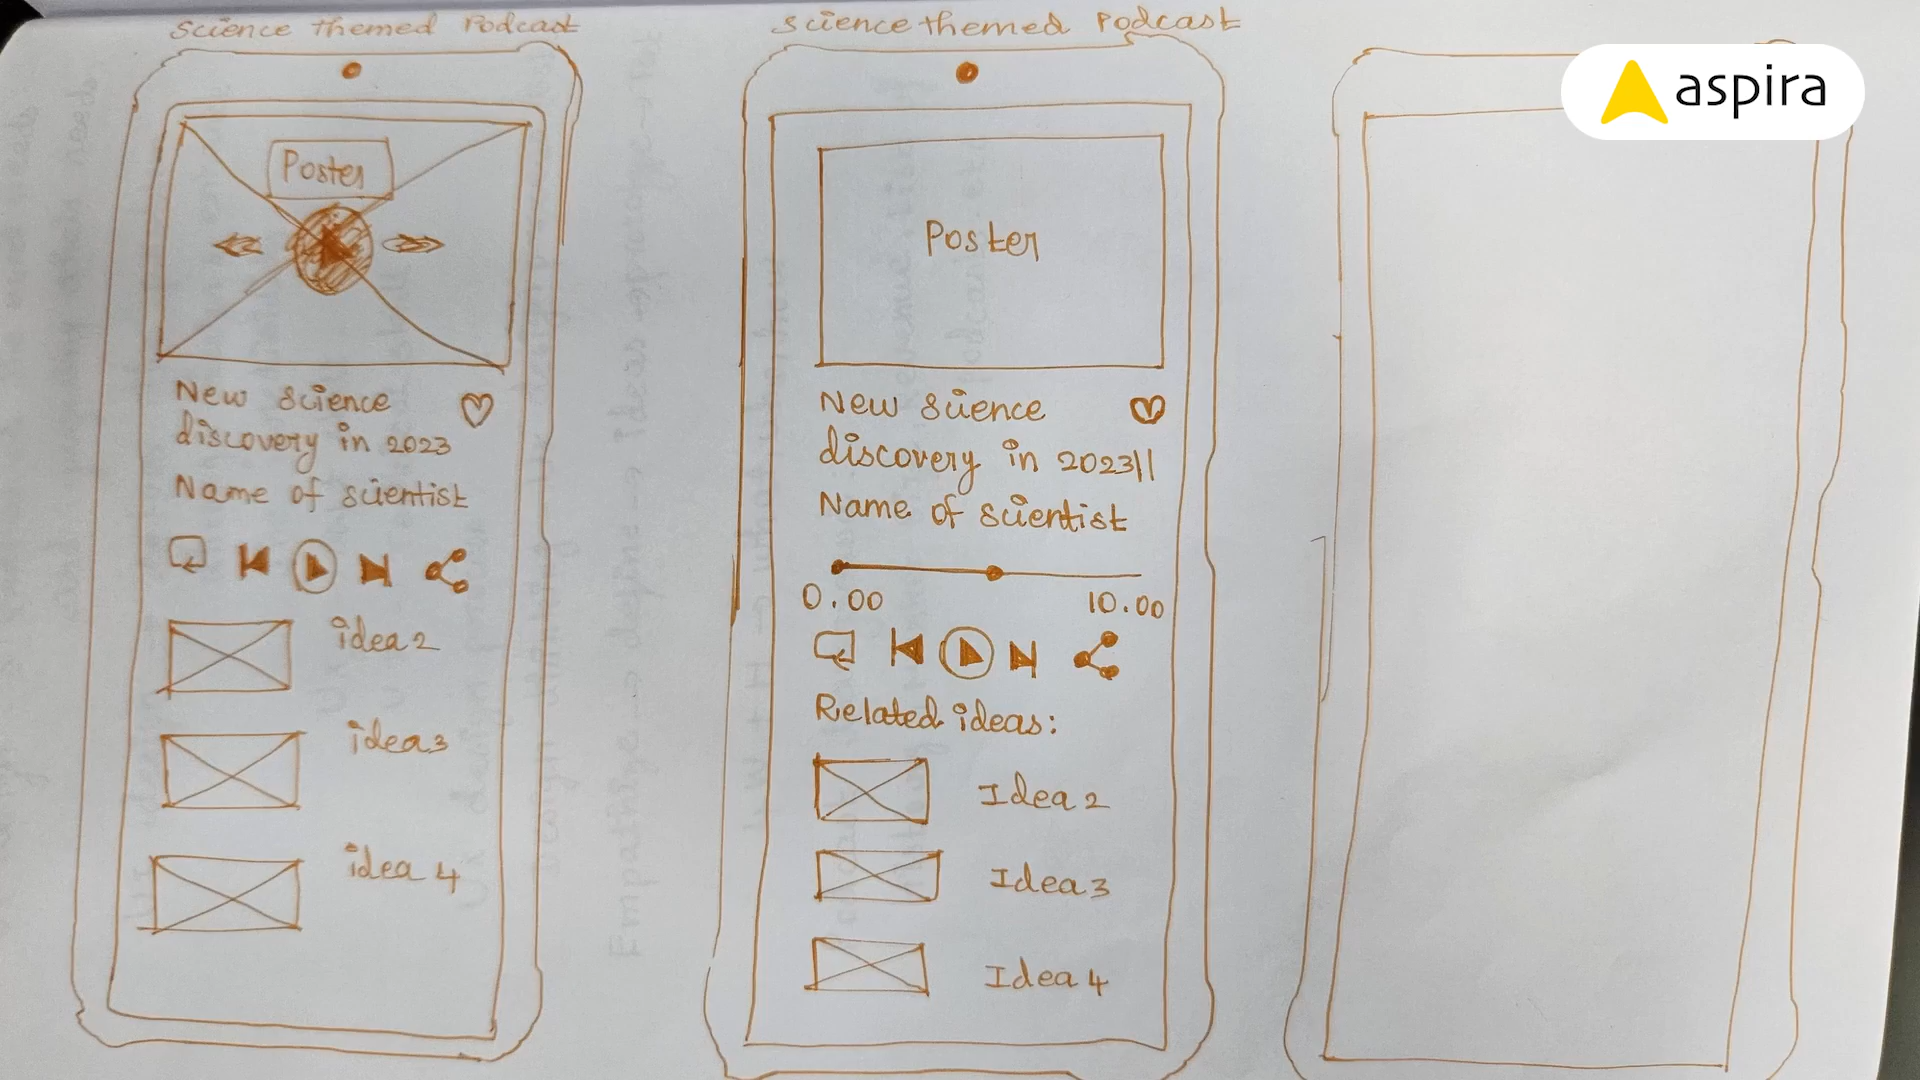 Science themed Podcast
Poster
New science
discovery in 2023
Name of scientist
idea 2
idea 3
idea 4
Science themed Podcast
Poster
New science
discovery in 2023||
Name of scientist
0.00 10.00
Related ideas:
Idea 2
Idea 3
Idea 4
aspira